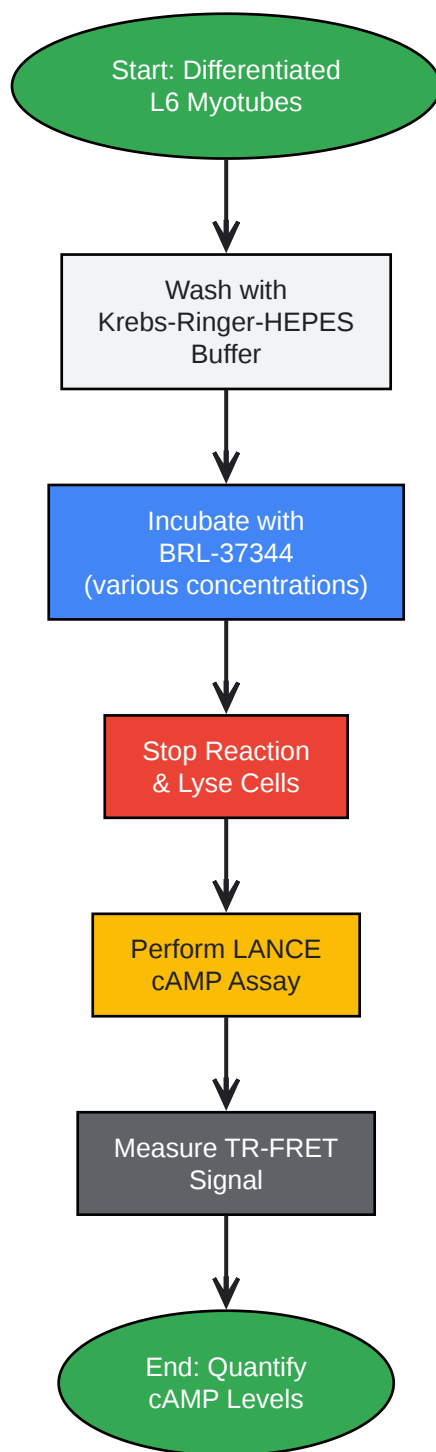 Start: Differentiated
L6 Myotubes
Wash with
Krebs-Ringer-HEPES
Buffer
Incubate with
BRL-37344
(various concentrations)
Stop Reaction
& Lyse Cells
Perform LANCE
cAMP Assay
Measure TR-FRET
Signal
End: Quantify
cAMP Levels